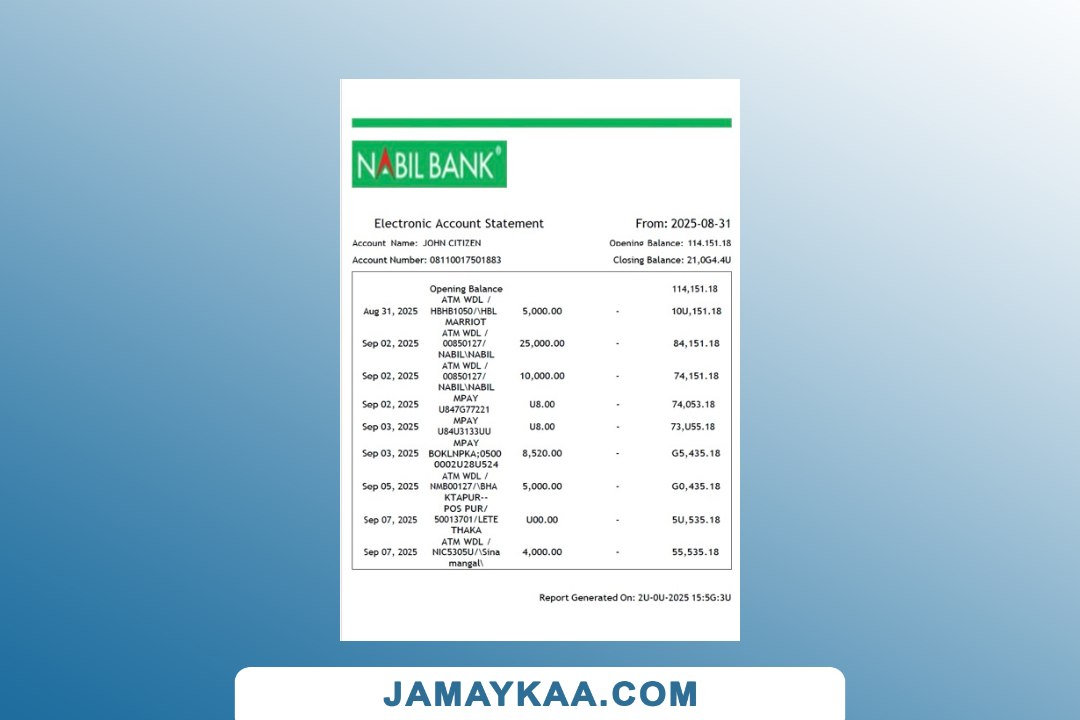 NABIL BANK®
Electronic Account Statement From: 2025-08-31
Account Name: JOHN CITIZEN Opening Balance: 114.151.18
Account Number: 08110017501883 Closing Balance: 21,0G4.4U
Opening Balance 114,151.18
ATM WDL /
Aug 31, 2025 HBHB1050/\HBL 5,000.00 - 10U,151.18
MARRIOT
ATM WDL /
Sep 02, 2025 00850127/ 25,000.00 - 84,151.18
NABIL\NABIL
ATM WDL /
Sep 02, 2025 00850127/ 10,000.00 - 74,151.18
NABIL\NABIL
MPAY
Sep 02, 2025 U8.00 - 74,053.18
U847G77221
MPAY
Sep 03, 2025 U8.00 - 73,U55.18
U84U3133UU
MPAY
Sep 03, 2025 BOKLNPKA;0500 8,520.00 - G5,435.18
0002U28U524
ATM WDL /
Sep 05, 2025 NMB00127/\BHA 5,000.00 - G0,435.18
KTAPUR--
POS PUR/
Sep 07, 2025 50013701/LETE U00.00 - 5U,535.18
THAKA
ATM WDL /
Sep 07, 2025 NIC5305U/\Sina 4,000.00 - 55,535.18
mangal\
Report Generated On: 2U-0U-2025 15:5G:3U
JAMAYKAA.COM